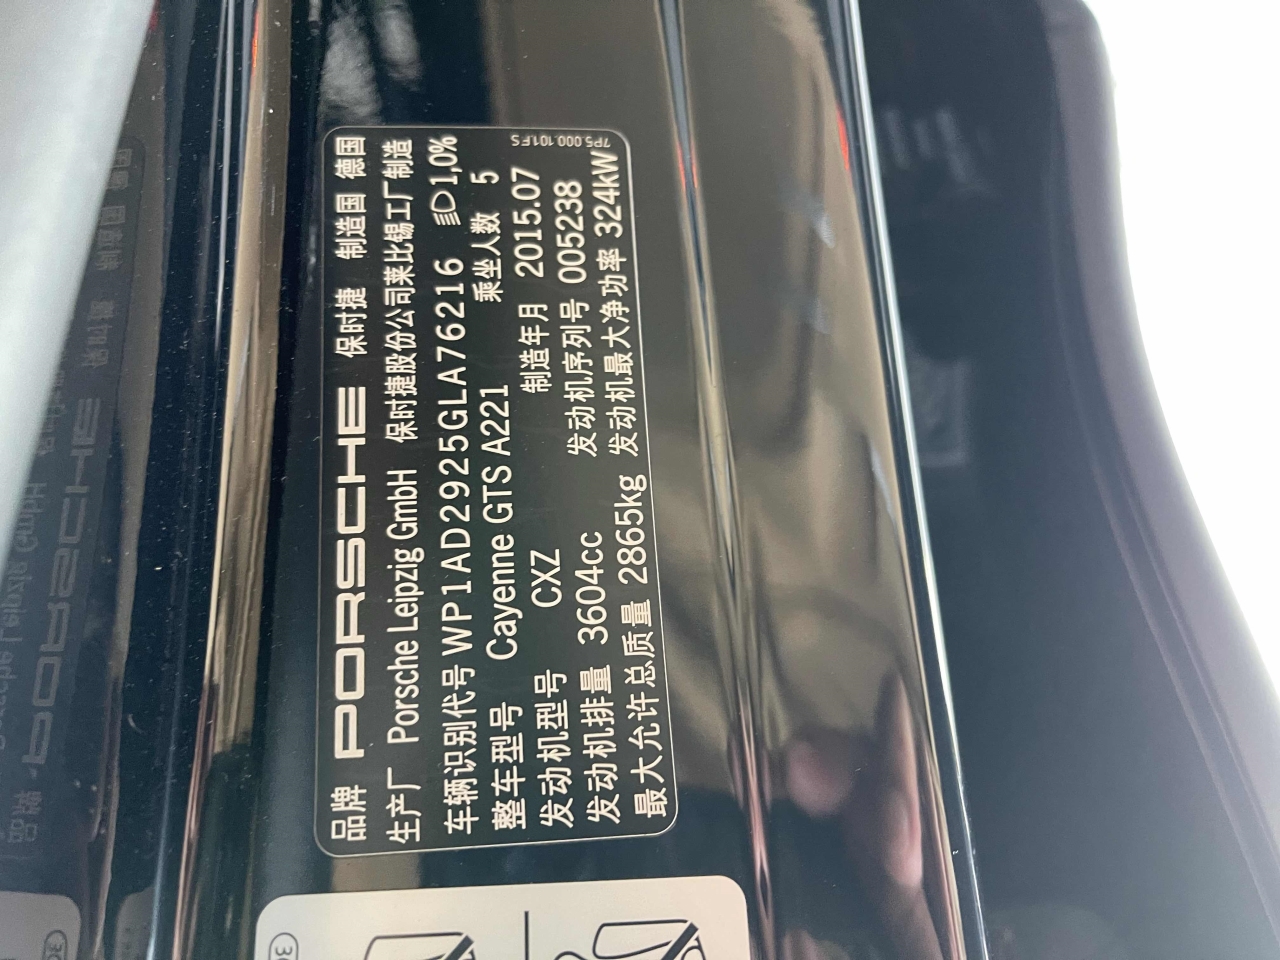 品牌 PORSCHE 保时捷 制造国 德国
生产厂 Porsche Leipzig GmbH 保时捷股份公司莱比锡工厂制造
车辆识别代号 WP1AD2925GLA76216 1,0%
整车型号 Cayenne GTS A221 乘坐人数 5
发动机型号 CXZ 制造年月 2015.07
发动机排量 3604cc 发动机序列号 005238
最大允许总质量 2865kg 发动机最大净功率 324kW
7P5.000.101.FS